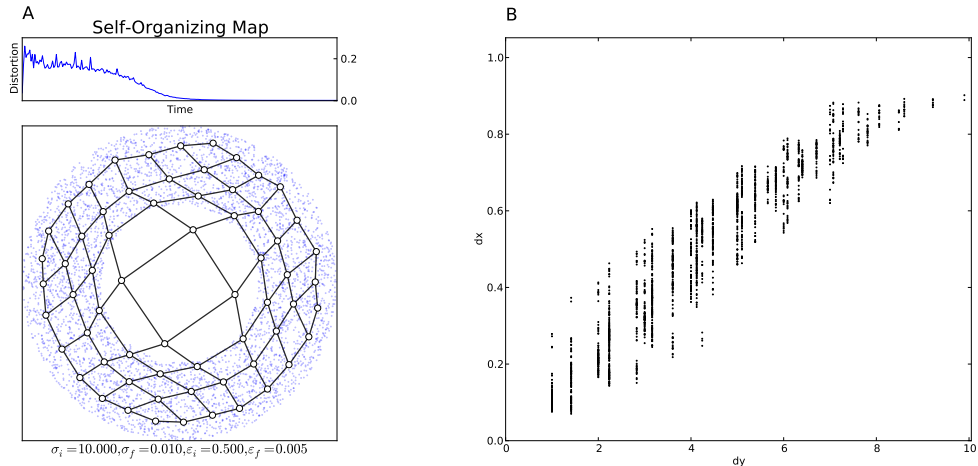 A
Self-Organizing Map
Distortion
0.2
0.0
Time
σi =10.000,σf =0.010,εi =0.500,εf =0.005
B
1.0
0.8
0.6
0.4
0.2
0.0
dx
0 2 4 6 8 10
dy